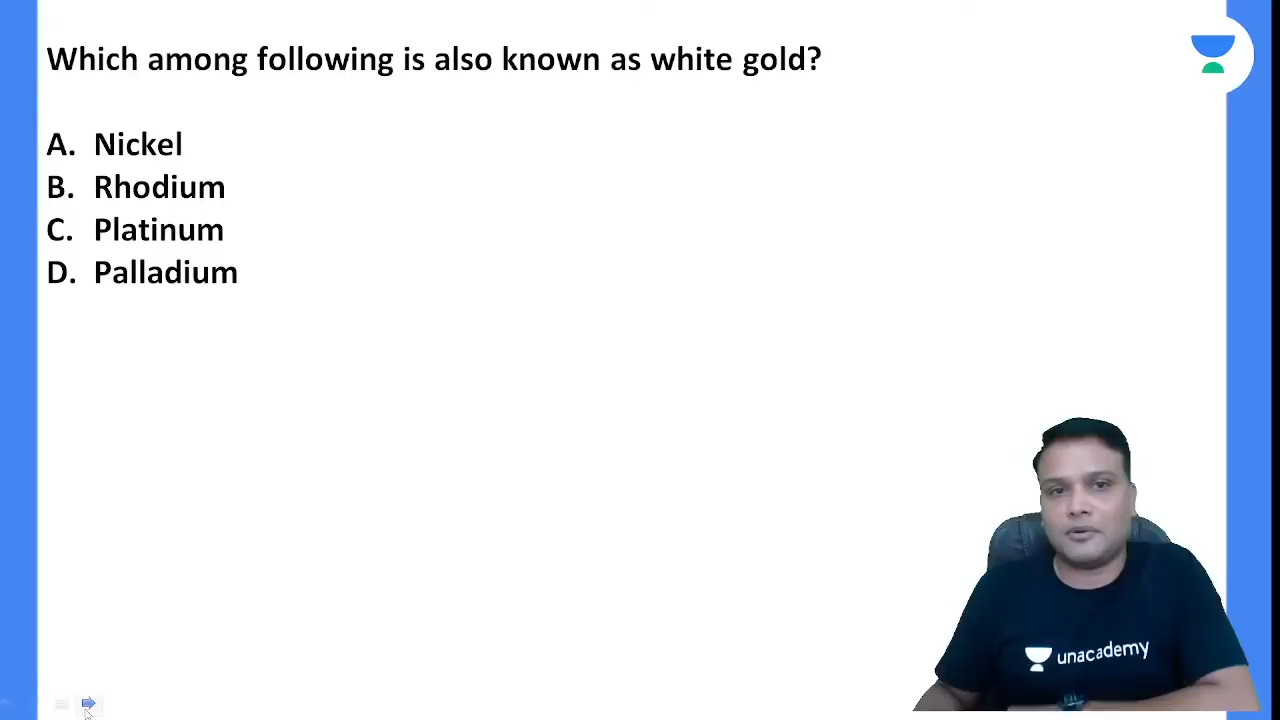 Which among following is also known as white gold?
A. Nickel
B. Rhodium
C. Platinum
D. Palladium
unacademy